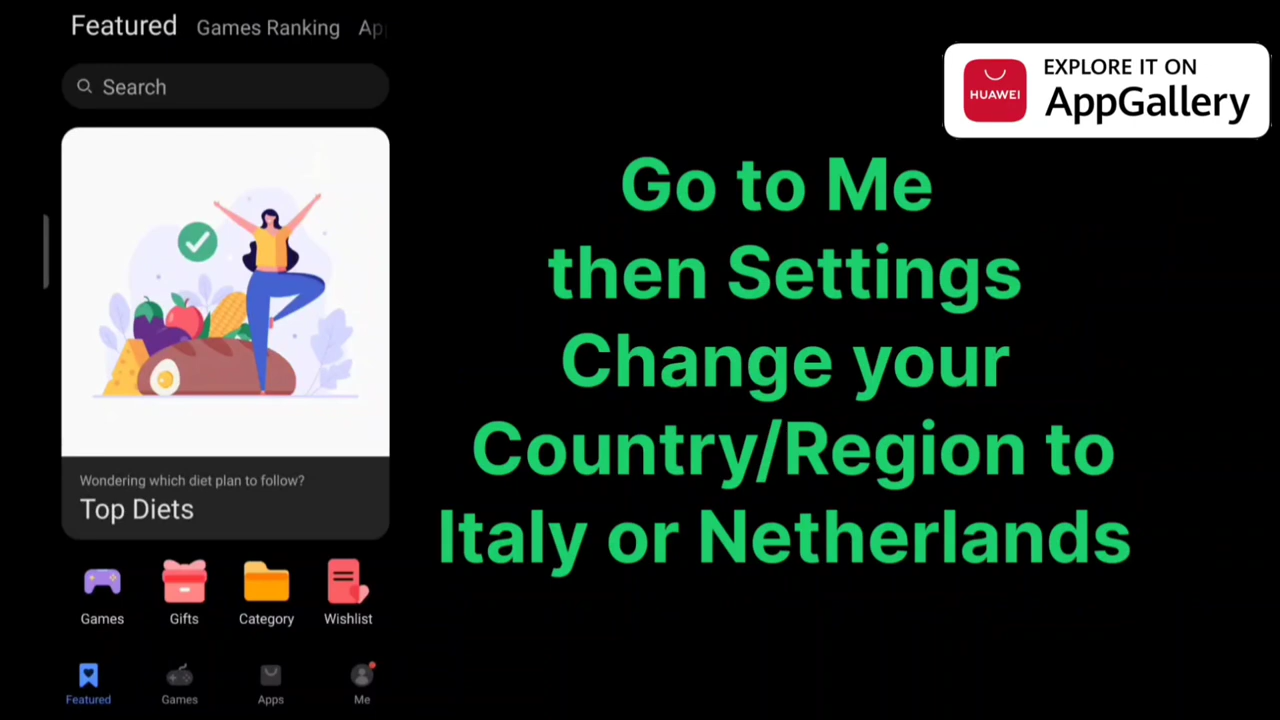 Featured Games Ranking Ap
Search
HUAWEI
EXPLORE IT ON
AppGallery
Go to Me
then Settings
Change your
Country/Region to
Italy or Netherlands
Wondering which diet plan to follow?
Top Diets
Games Gifts Category Wishlist
Featured Games Apps Me